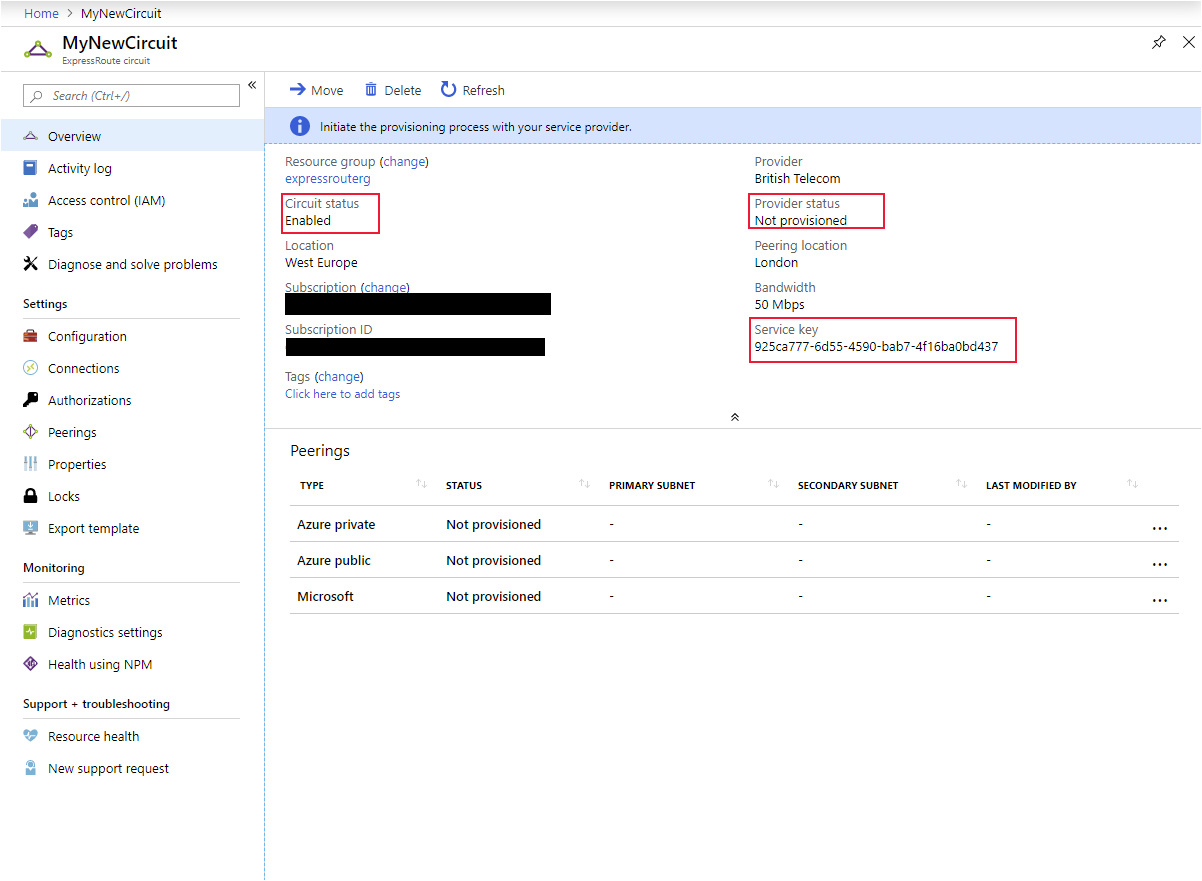 Home > MyNewCircuit
MyNewCircuit
ExpressRoute circuit
Search (Ctrl+/)
«
Overview
Activity log
Access control (IAM)
Tags
Diagnose and solve problems
Settings
Configuration
Connections
Authorizations
Peerings
Properties
Locks
Export template
Monitoring
Metrics
Diagnostics settings
Health using NPM
Support + troubleshooting
Resource health
New support request
Move Delete Refresh
Initiate the provisioning process with your service provider.
Resource group (change)
expressrouterg
Circuit status
Enabled
Location
West Europe
Subscription (change)
Subscription ID
Tags (change)
Click here to add tags
Provider
British Telecom
Provider status
Not provisioned
Peering location
London
Bandwidth
50 Mbps
Service key
925ca777-6d55-4590-bab7-4f16ba0bd437
Peerings
TYPE STATUS PRIMARY SUBNET SECONDARY SUBNET LAST MODIFIED BY
Azure private Not provisioned - - - ...
Azure public Not provisioned - - - ...
Microsoft Not provisioned - - - ...